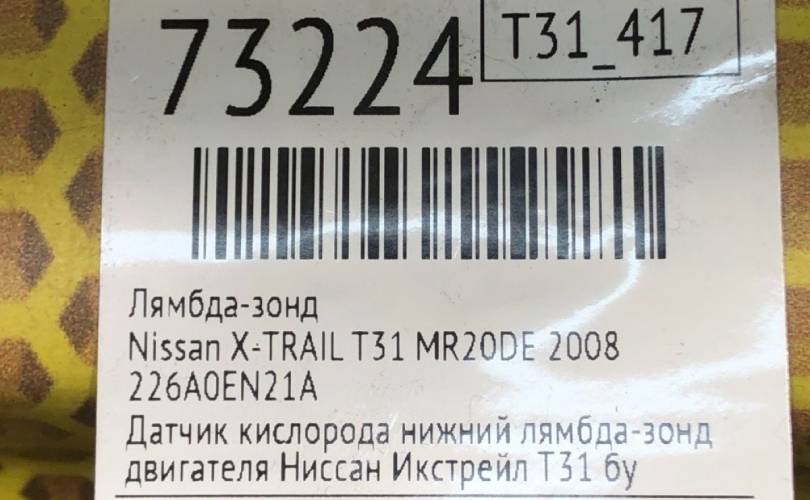 73224
T31_417
Лямбда-зонд
Nissan X-TRAIL T31 MR20DE 2008
226A0EN21A
Датчик кислорода нижний лямбда-зонд
двигателя Ниссан Икстрейл Т31 бу